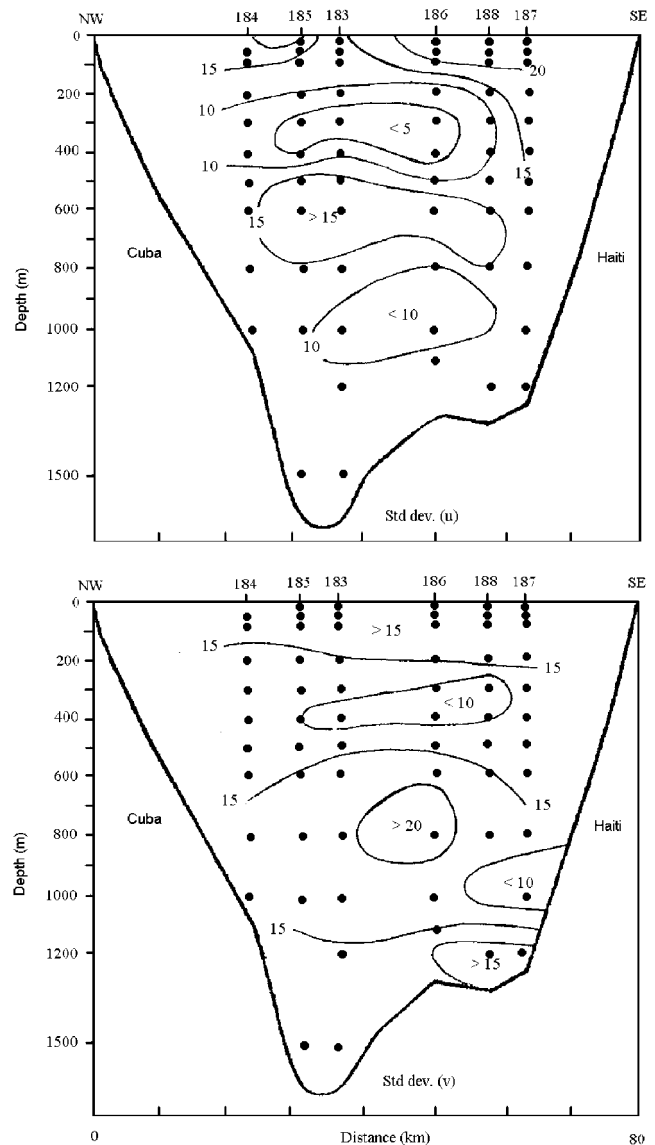 NW 184 185 183 186 188 187 SE
0
15 20
200
10
< 5
400
10 15
600 15 > 15
Cuba Haiti
800
Depth (m)
< 10
1000
10
1200
1500
Std dev. (u)
NW 184 185 183 186 188 187 SE
0
> 15
15 15
200
< 10
400
600
15 15
> 20
Cuba Haiti
800
Depth (m)
< 10
1000
15
1200 > 15
1500
Std dev. (v)
0 Distance (km) 80